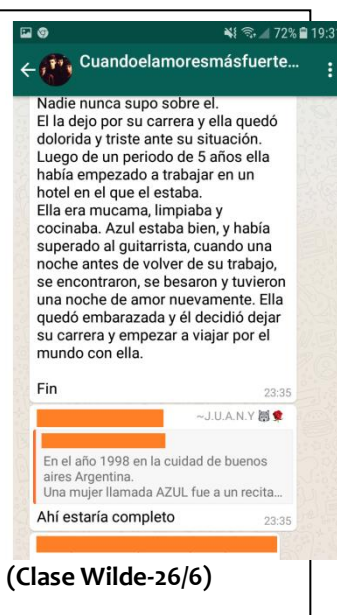 72% 19:31
Cuandoelamoresmásfuerte...
Nadie nunca supo sobre el.
El la dejo por su carrera y ella quedó
dolorida y triste ante su situación.
Luego de un periodo de 5 años ella
había empezado a trabajar en un
hotel en el que el estaba.
Ella era mucama, limpiaba y
cocinaba. Azul estaba bien, y había
superado al guitarrista, cuando una
noche antes de volver de su trabajo,
se encontraron, se besaron y tuvieron
una noche de amor nuevamente. Ella
quedó embarazada y él decidió dejar
su carrera y empezar a viajar por el
mundo con ella.
Fin
23:35
~J.U.A.N.Y
En el año 1998 en la cuidad de buenos
aires Argentina.
Una mujer llamada AZUL fue a un recita...
Ahí estaría completo
23:35
(Clase Wilde-26/6)